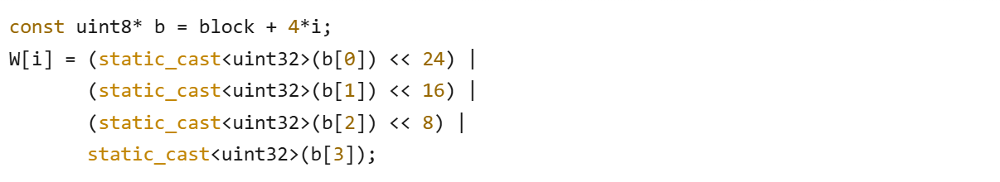 const uint8* b = block + 4*i;
W[i] = (static_cast<uint32>(b[0]) << 24) |
(static_cast<uint32>(b[1]) << 16) |
(static_cast<uint32>(b[2]) << 8) |
static_cast<uint32>(b[3]);